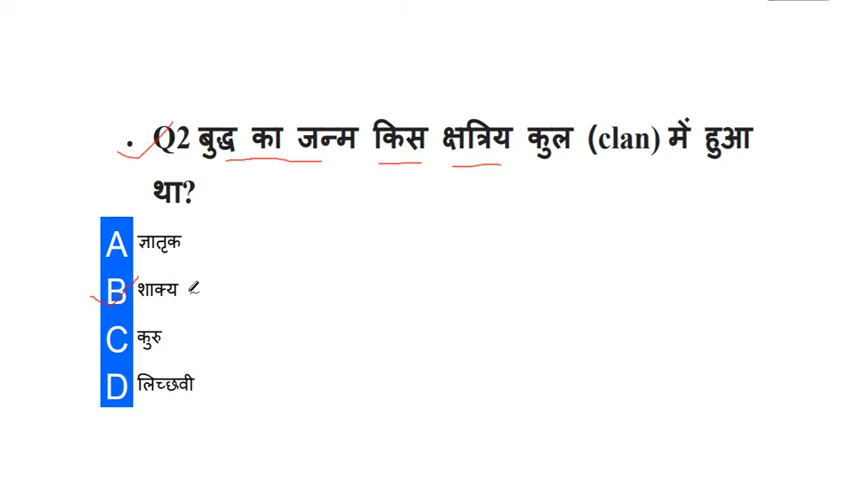 . Q2 बुद्ध का जन्म किस क्षत्रिय कुल (clan) में हुआ
था?
A ज्ञातृक
B शाक्य
C कुरु
D लिच्छवी